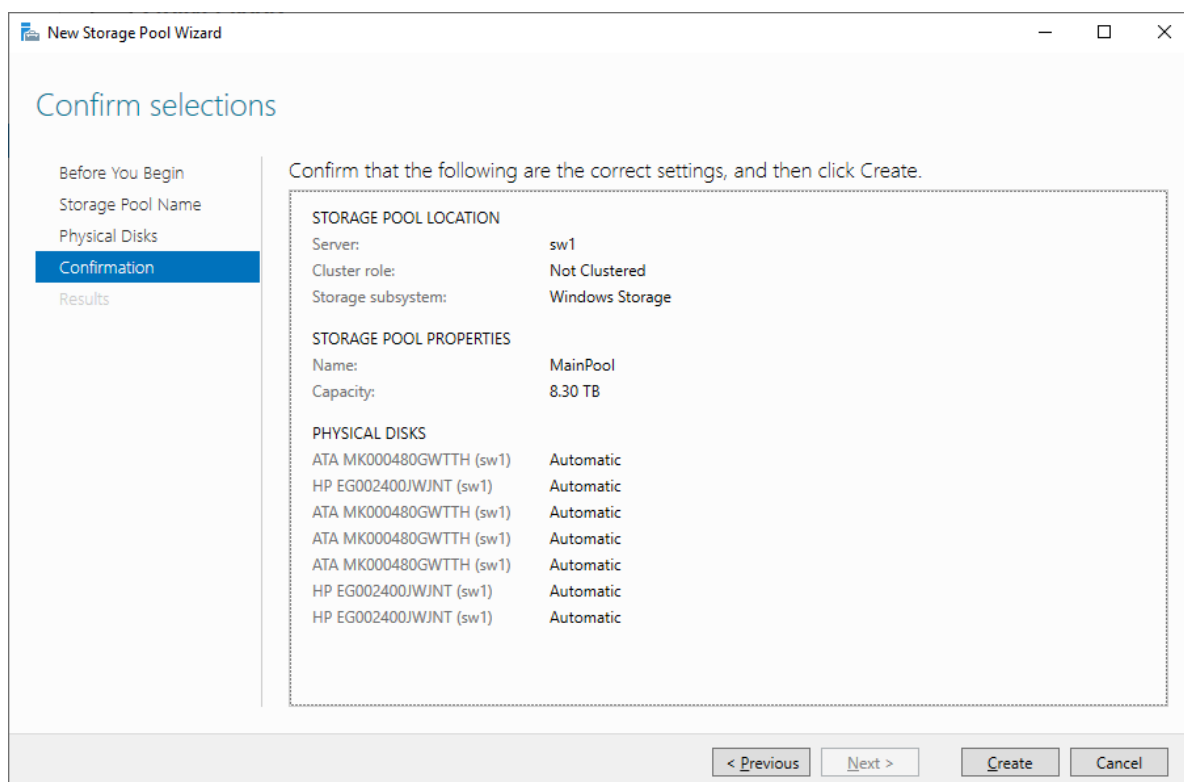 New Storage Pool Wizard
Confirm selections
Before You Begin
Storage Pool Name
Physical Disks
Confirmation
Results
Confirm that the following are the correct settings, and then click Create.
STORAGE POOL LOCATION
Server: sw1
Cluster role: Not Clustered
Storage subsystem: Windows Storage
STORAGE POOL PROPERTIES
Name: MainPool
Capacity: 8.30 TB
PHYSICAL DISKS
ATA MK000480GWTTH (sw1) Automatic
HP EG002400JWJNT (sw1) Automatic
ATA MK000480GWTTH (sw1) Automatic
ATA MK000480GWTTH (sw1) Automatic
ATA MK000480GWTTH (sw1) Automatic
HP EG002400JWJNT (sw1) Automatic
HP EG002400JWJNT (sw1) Automatic
< Previous Next > Create Cancel